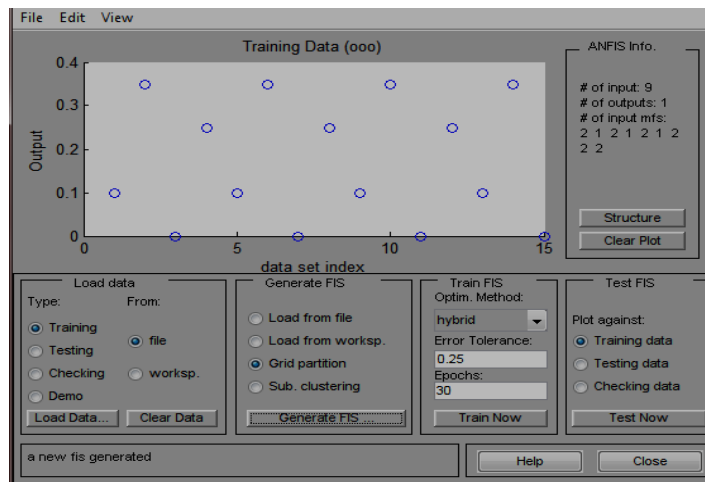 File Edit View
Training Data (ooo)
0.4
0.3
0.2
0.1
0
Output
0 5 10 15
data set index
ANFIS Info.
# of input: 9
# of outputs: 1
# of input mfs:
2 1 2 1 2 1 2
2 2
Structure
Clear Plot
Load data
Type: From:
Training
Testing
Checking
Demo
file
worksp.
Load Data... Clear Data
Generate FIS
Load from file
Load from worksp.
Grid partition
Sub. clustering
Generate FIS ...
Train FIS
Optim. Method:
hybrid
Error Tolerance:
0.25
Epochs:
30
Train Now
Test FIS
Plot against:
Training data
Testing data
Checking data
Test Now
a new fis generated
Help Close